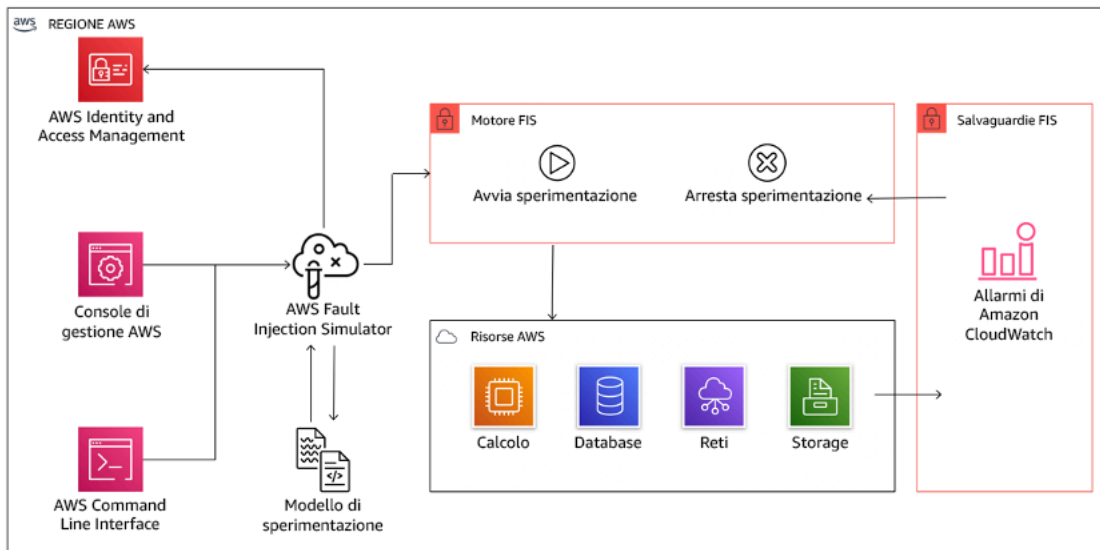 aws
REGIONE AWS
AWS Identity and
Access Management
Console di
gestione AWS
AWS Command
Line Interface
AWS Fault
Injection Simulator
Modello di
sperimentazione
Motore FIS
Avvia sperimentazione
Arresta sperimentazione
Risorse AWS
Calcolo
Database
Reti
Storage
Salvaguardie FIS
Allarmi di
Amazon
CloudWatch